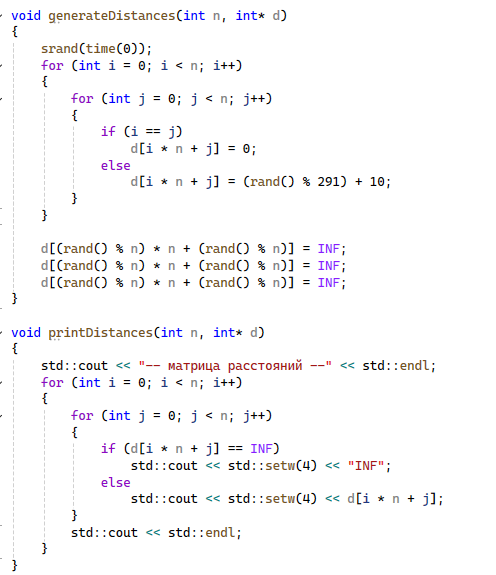 void generateDistances(int n, int* d)
{
    srand(time(0));
    for (int i = 0; i < n; i++)
    {
        for (int j = 0; j < n; j++)
        {
            if (i == j)
                d[i * n + j] = 0;
            else
                d[i * n + j] = (rand() % 291) + 10;
        }
    }
    d[(rand() % n) * n + (rand() % n)] = INF;
    d[(rand() % n) * n + (rand() % n)] = INF;
    d[(rand() % n) * n + (rand() % n)] = INF;
}
void printDistances(int n, int* d)
{
    std::cout << "-- матрица расстояний --" << std::endl;
    for (int i = 0; i < n; i++)
    {
        for (int j = 0; j < n; j++)
        {
            if (d[i * n + j] == INF)
                std::cout << std::setw(4) << "INF";
            else
                std::cout << std::setw(4) << d[i * n + j];
        }
        std::cout << std::endl;
    }
}